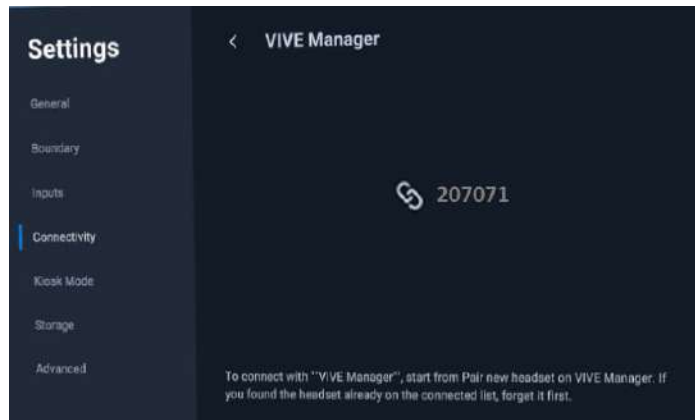 Settings
< VIVE Manager
General
Boundary
Inputs
Connectivity
207071
Kiosk Mode
Storage
Advanced
To connect with "VIVE Manager", start from Pair new headset on VIVE Manager. If
you found the headset already on the connected list, forget it first.